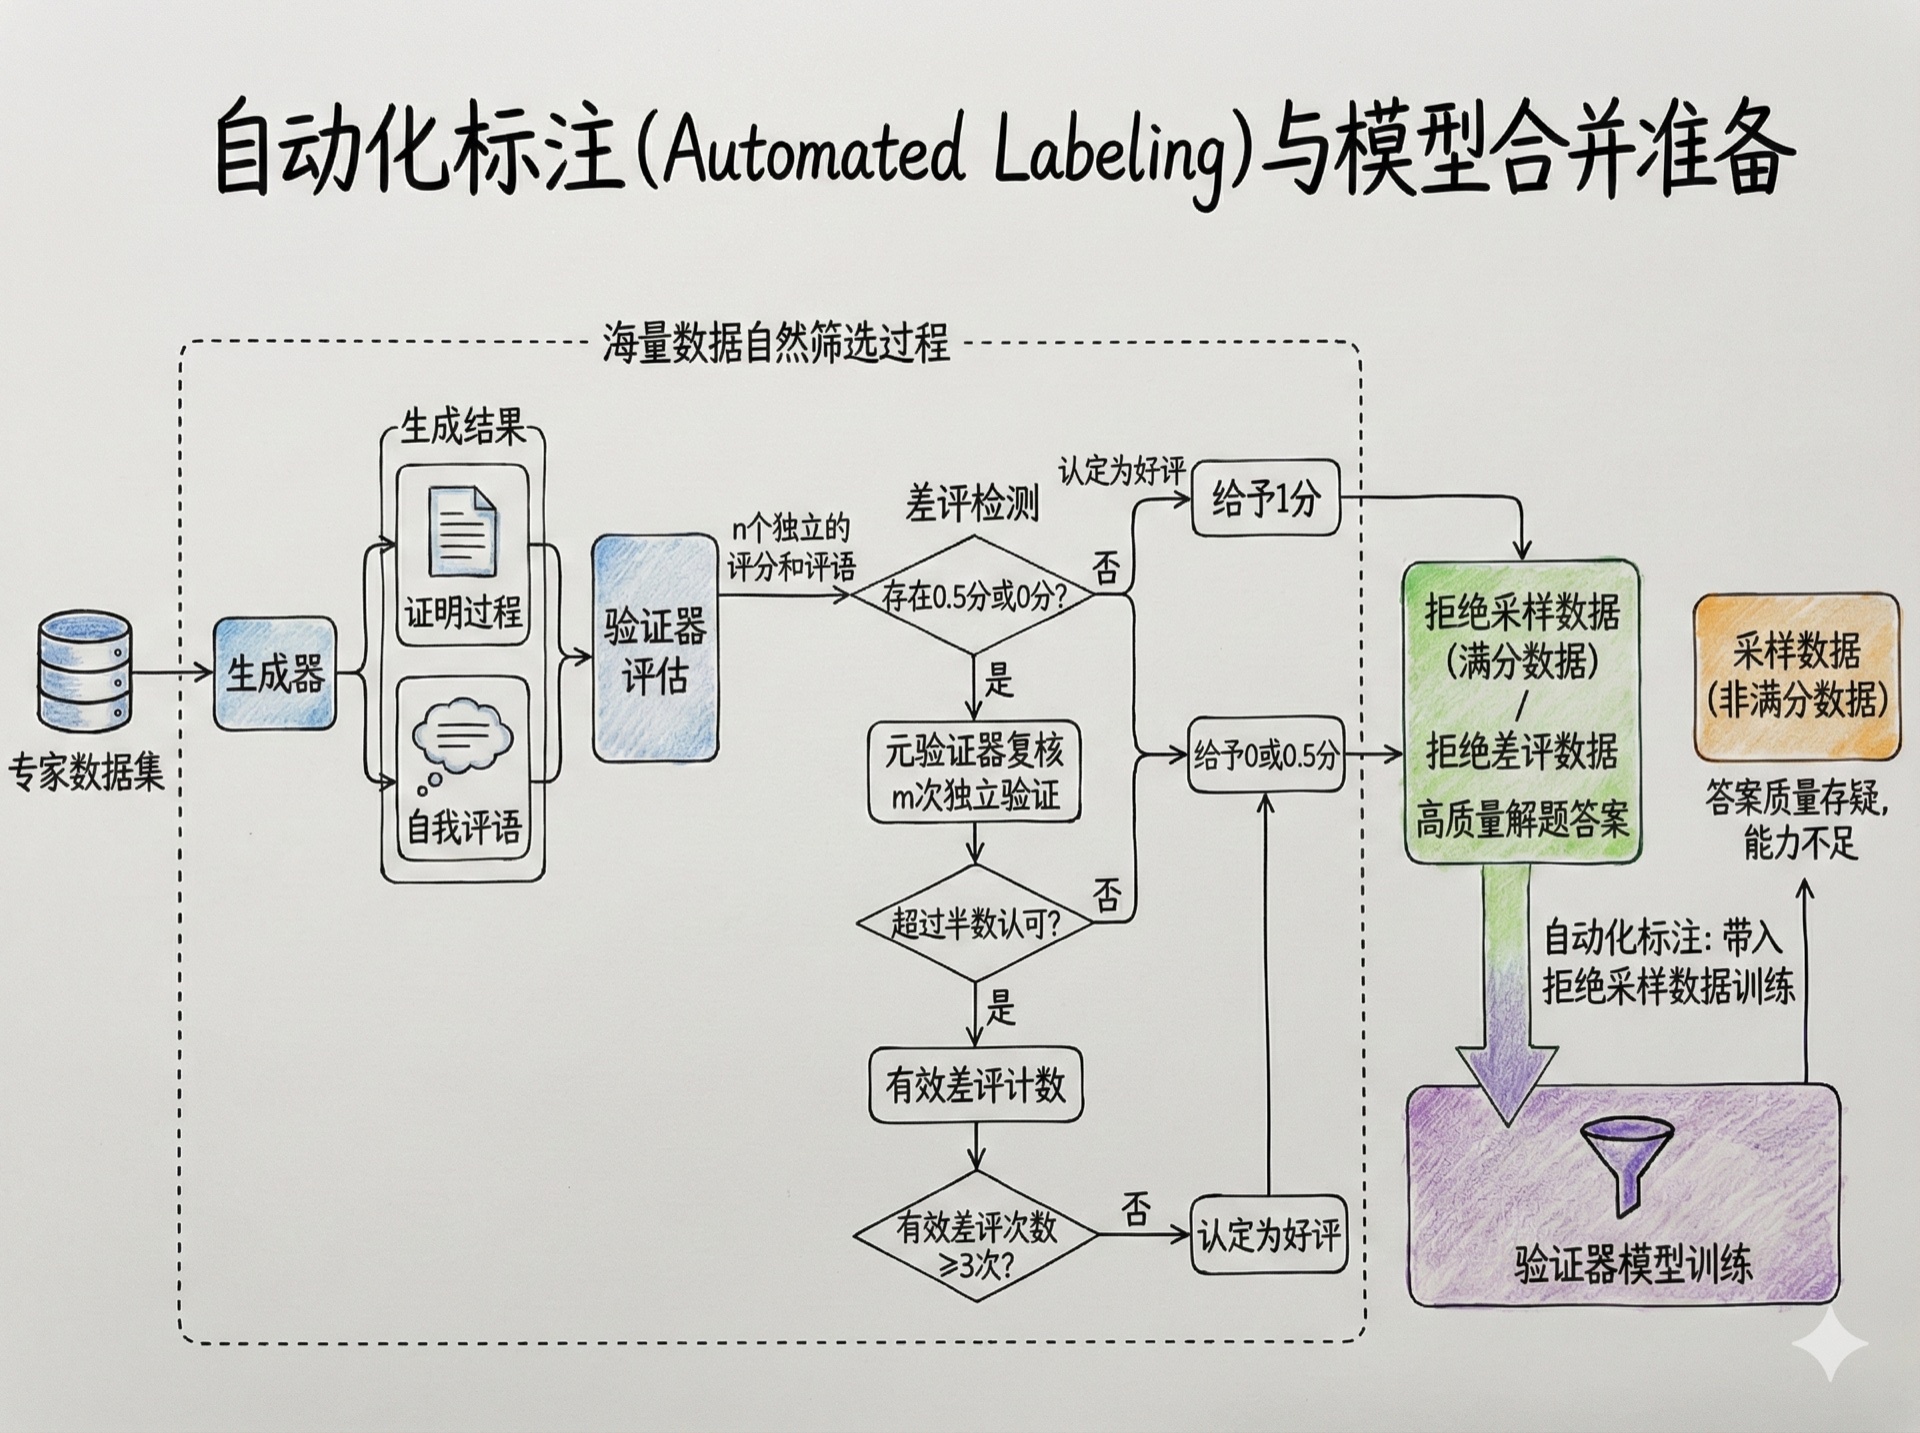 自动化标注(Automated Labeling)与模型合并准备
海量数据自然筛选过程
专家数据集
生成器
生成结果
证明过程
自我评语
验证器
评估
n个独立的
评分和评语
差评检测
存在0.5分或0分?
否
认定为好评
给予1分
是
元验证器复核
m次独立验证
给予0或0.5分
超过半数认可?
否
是
有效差评计数
有效差评次数
≥3次?
否
认定为好评
拒绝采样数据
(满分数据)
/
拒绝差评数据
高质量解题答案
采样数据
(非满分数据)
答案质量存疑,
能力不足
自动化标注: 带入
拒绝采样数据训练
验证器模型训练